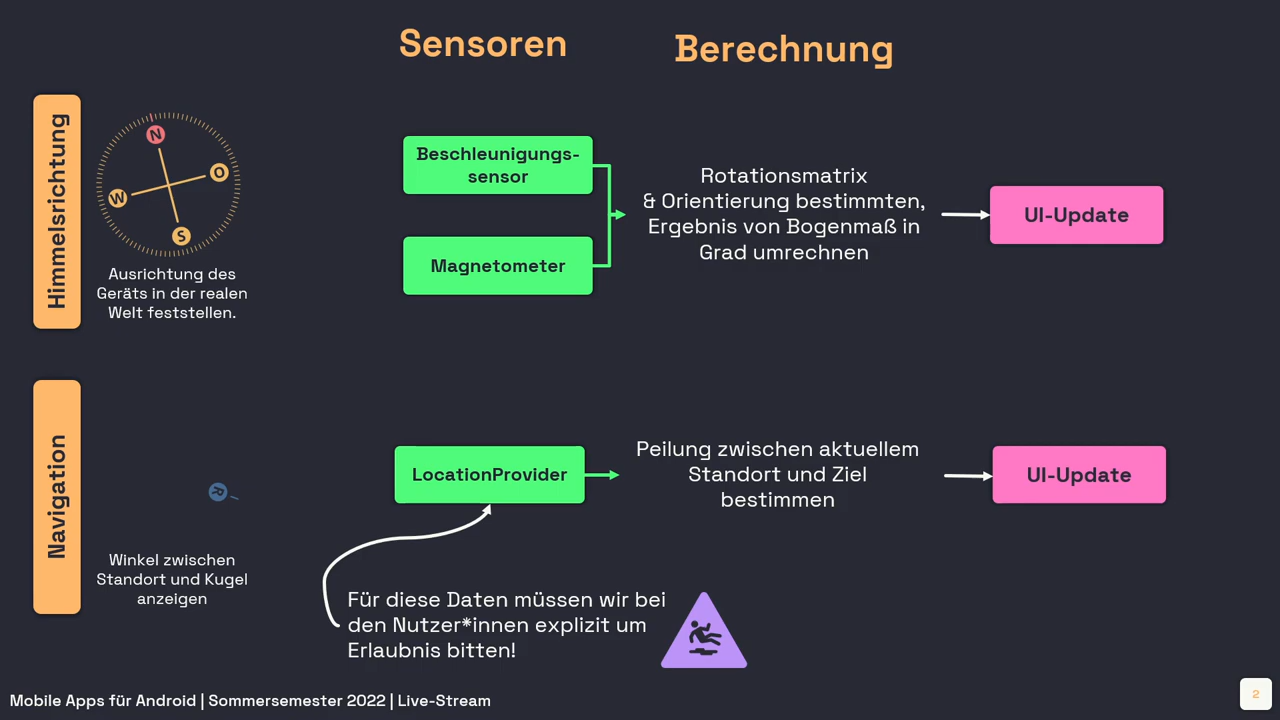 Sensoren
Berechnung
Himmelsrichtung
N
O
W
S
Ausrichtung des
Geräts in der realen
Welt feststellen.
Beschleunigungs-
sensor
Magnetometer
Rotationsmatrix
& Orientierung bestimmten,
Ergebnis von Bogenmaß in
Grad umrechnen
UI-Update
Navigation
R
Winkel zwischen
Standort und Kugel
anzeigen
LocationProvider
Peilung zwischen aktuellem
Standort und Ziel
bestimmen
UI-Update
Für diese Daten müssen wir bei
den Nutzer*innen explizit um
Erlaubnis bitten!
Mobile Apps für Android | Sommersemester 2022 | Live-Stream
2